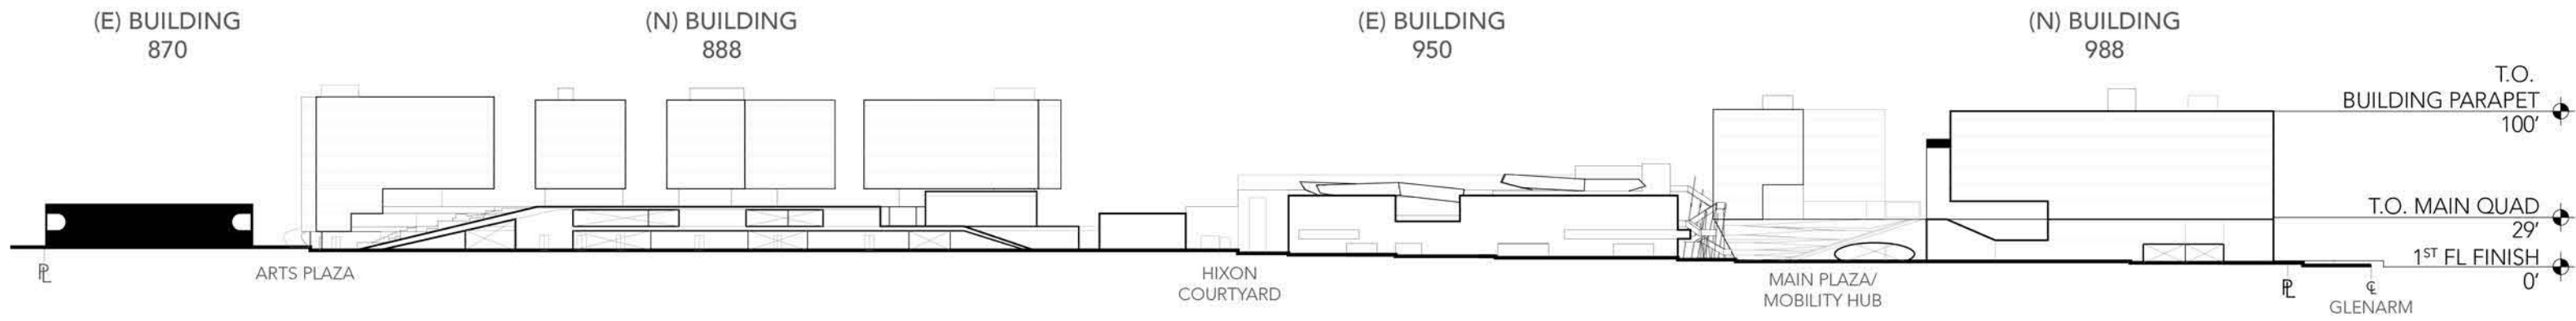 (E) BUILDING
870
(N) BUILDING
888
(E) BUILDING
950
(N) BUILDING
988
T.O.
BUILDING PARAPET
100'
T.O. MAIN QUAD
29'
1ST FL FINISH
0'
PL
ARTS PLAZA
HIXON
COURTYARD
MAIN PLAZA/
MOBILITY HUB
PL
CL
GLENARM